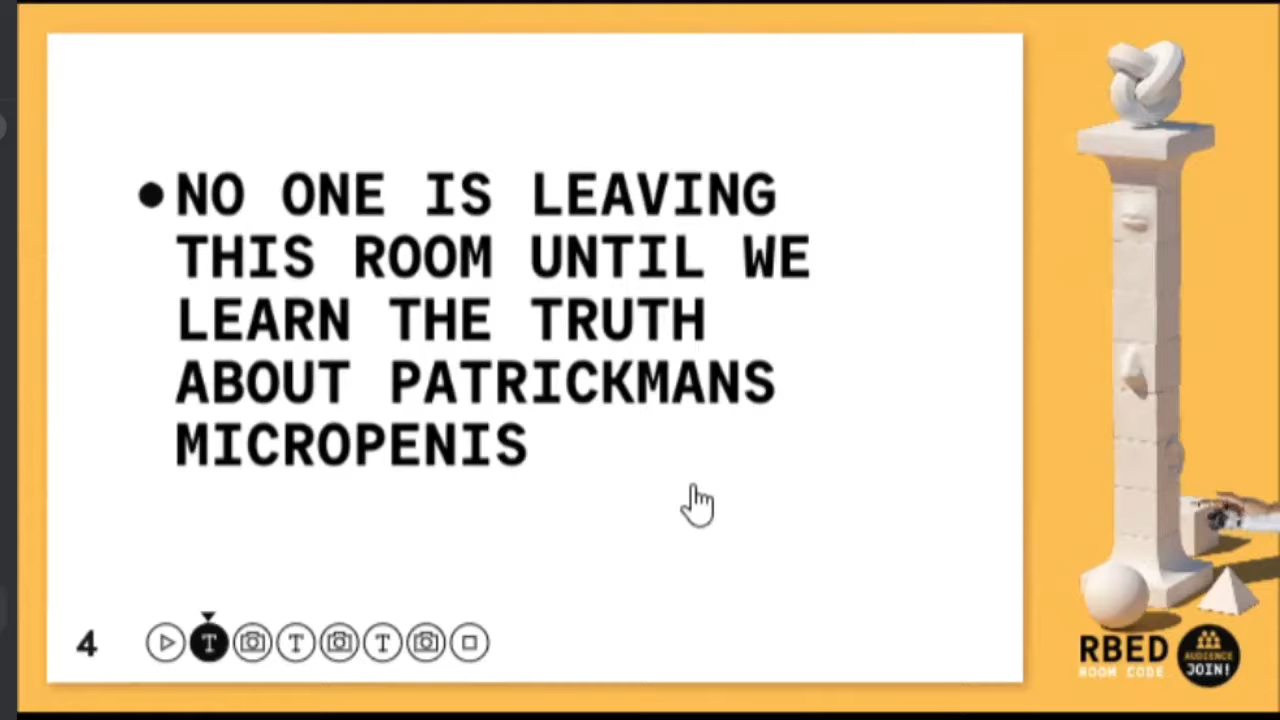 NO ONE IS LEAVING
THIS ROOM UNTIL WE
LEARN THE TRUTH
ABOUT PATRICKMANS
MICROPENIS
4
T T T
RBED
ROOM CODE
AUDIENCE
JOIN!